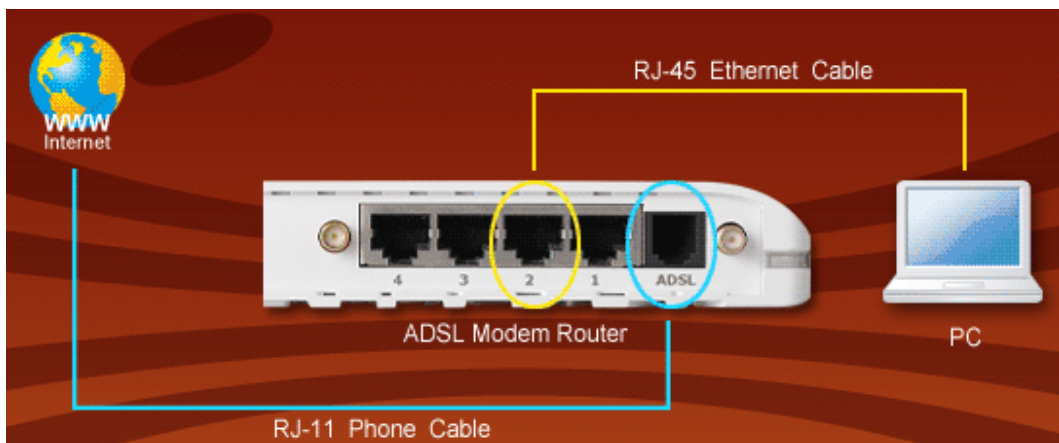 RJ-45 Ethernet Cable
WWW
Internet
4 3 2 1 ADSL
ADSL Modem Router
PC
RJ-11 Phone Cable